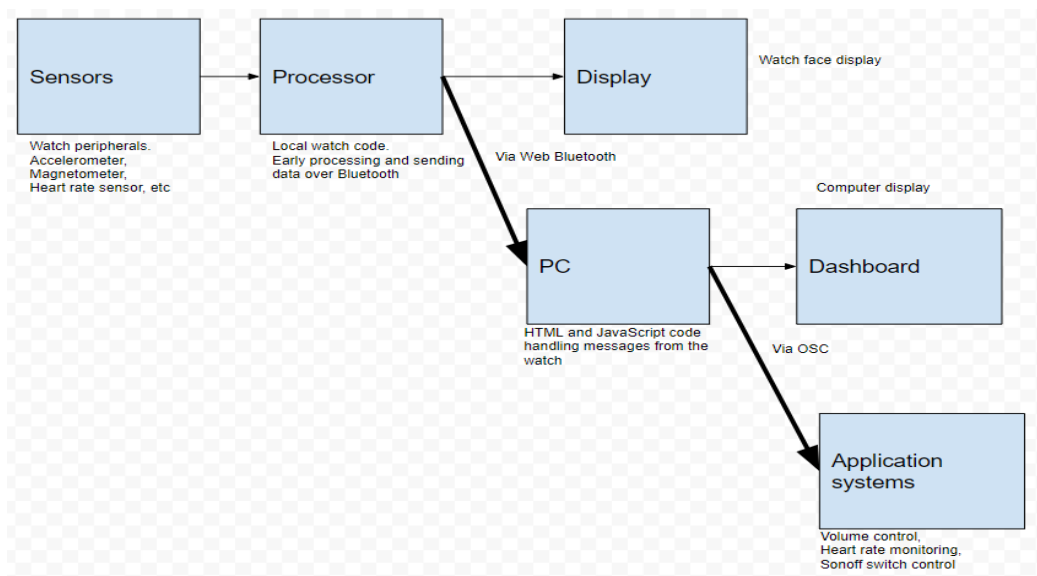 Sensors
Processor
Display
Watch face display
Watch peripherals.
Accelerometer,
Magnetometer,
Heart rate sensor, etc
Local watch code.
Early processing and sending
data over Bluetooth
Via Web Bluetooth
Computer display
PC
Dashboard
HTML and JavaScript code
handling messages from the
watch
Via OSC
Application
systems
Volume control,
Heart rate monitoring,
Sonoff switch control